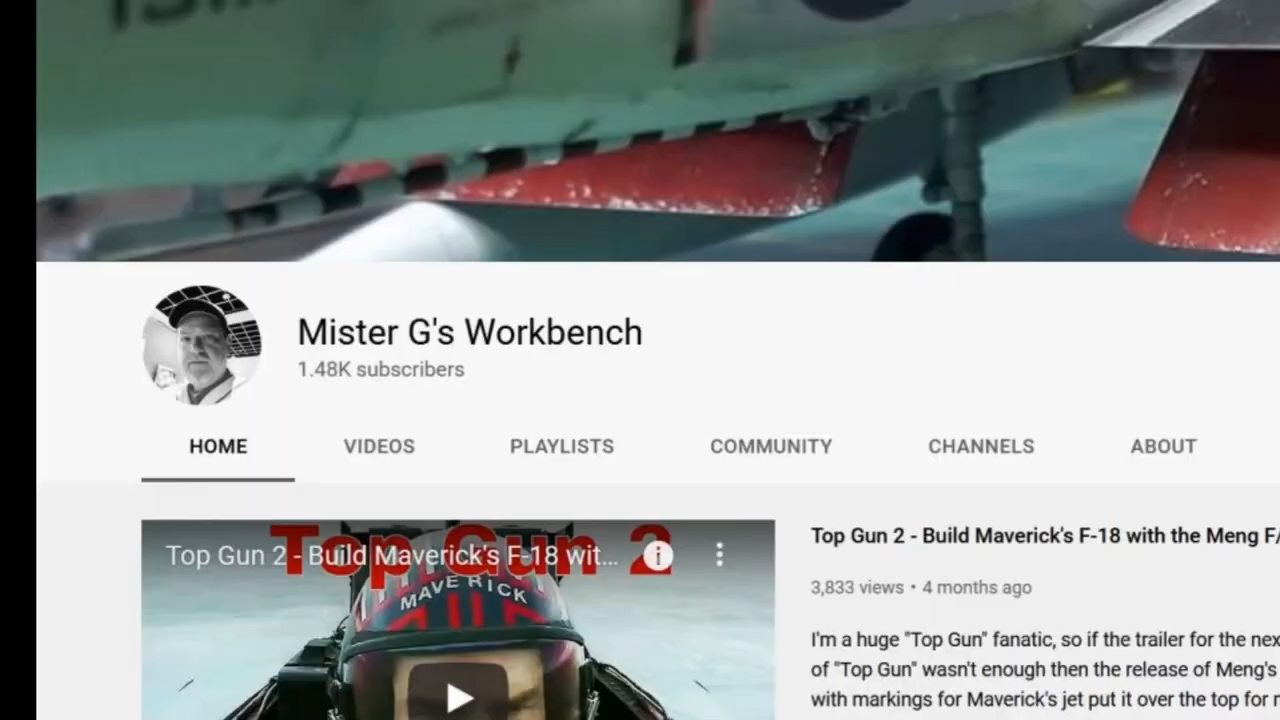 Mister G's Workbench
1.48K subscribers
HOME VIDEOS PLAYLISTS COMMUNITY CHANNELS ABOUT
Top Gun 2
Top Gun 2 - Build Maverick's F-18 wit...
MAVERICK
Top Gun 2 - Build Maverick's F-18 with the Meng F/
3,833 views • 4 months ago
I'm a huge "Top Gun" fanatic, so if the trailer for the nex
of "Top Gun" wasn't enough then the release of Meng's
with markings for Maverick's jet put it over the top for